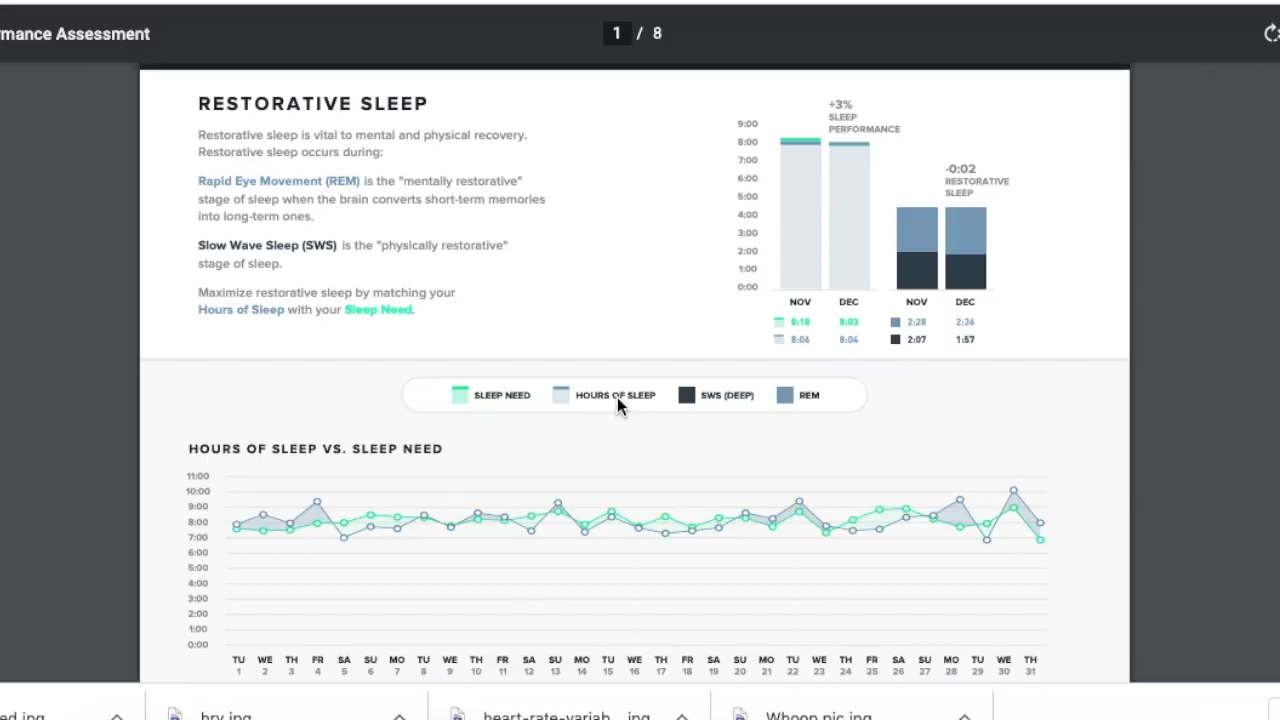 rmance Assessment
1 / 8
RESTORATIVE SLEEP
Restorative sleep is vital to mental and physical recovery.
Restorative sleep occurs during:
Rapid Eye Movement (REM) is the "mentally restorative"
stage of sleep when the brain converts short-term memories
into long-term ones.
Slow Wave Sleep (SWS) is the "physically restorative"
stage of sleep.
Maximize restorative sleep by matching your
Hours of Sleep with your Sleep Need.
+3%
SLEEP
PERFORMANCE
-0:02
RESTORATIVE
SLEEP
9:00
8:00
7:00
6:00
5:00
4:00
3:00
2:00
1:00
0:00
NOV DEC NOV DEC
8:18 8:03 2:28 2:36
8:06 8:04 2:07 1:57
SLEEP NEED HOURS OF SLEEP SWS (DEEP) REM
HOURS OF SLEEP VS. SLEEP NEED
11:00
10:00
9:00
8:00
7:00
6:00
5:00
4:00
3:00
2:00
1:00
0:00
TU WE TH FR SA SU MO TU WE TH FR SA SU MO TU WE TH FR SA SU MO TU WE TH FR SA SU MO TU WE TH
1 2 3 4 5 6 7 8 9 10 11 12 13 14 15 16 17 18 19 20 21 22 23 24 25 26 27 28 29 30 31
ed.jpg hrv.jpg heart-rate-variab....jpg Whoop pic.jpg